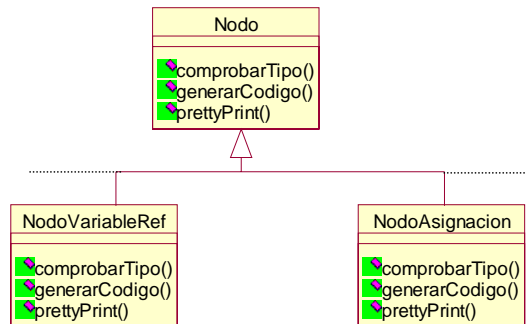 Nodo
comprobarTipo()
generarCodigo()
prettyPrint()
NodoVariableRef
comprobarTipo()
generarCodigo()
prettyPrint()
NodoAsignacion
comprobarTipo()
generarCodigo()
prettyPrint()